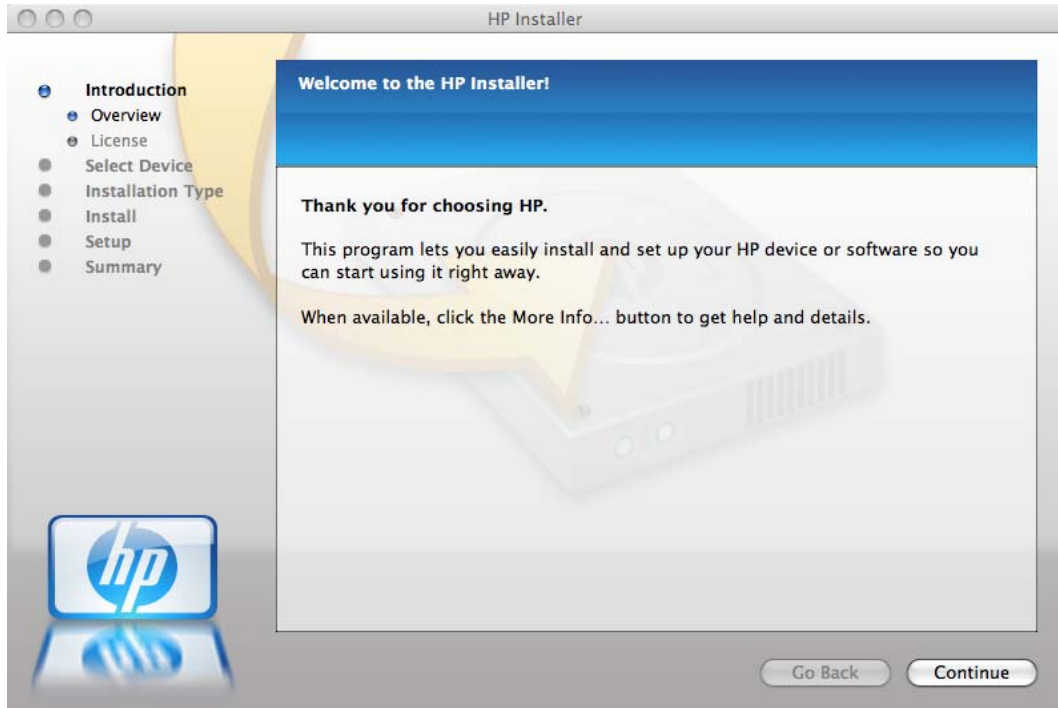 HP Installer
Introduction
Overview
License
Select Device
Installation Type
Install
Setup
Summary
Welcome to the HP Installer!
Thank you for choosing HP.
This program lets you easily install and set up your HP device or software so you
can start using it right away.
When available, click the More Info... button to get help and details.
hp
Go Back
Continue